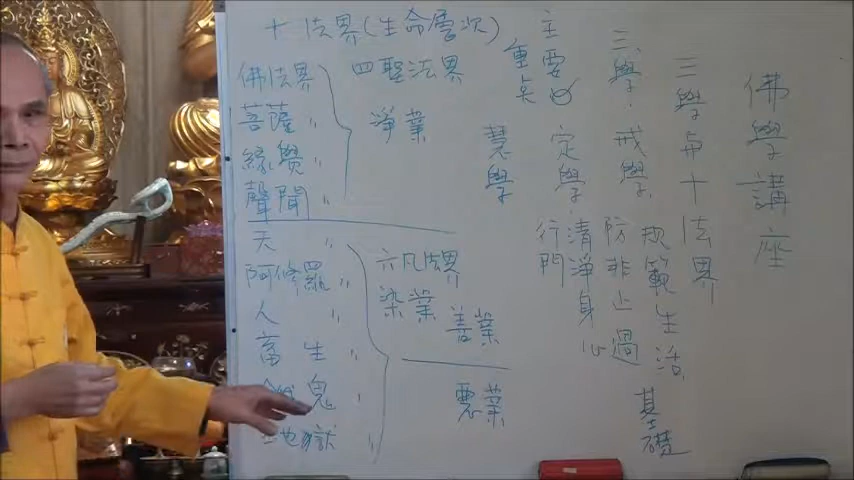 佛學講座
三學与十法界
三學.
戒學
規範生活
防非止過
基礎
定學
清淨身心
行門
慧學
主要
重點
十法界(生命層次)
佛法界
菩薩 〃
緣覺 〃
聲聞 〃
四聖法界
淨業
天 〃
阿修羅 〃
人 〃
畜生 〃
鬼 〃
地獄 〃
六凡法界
染業
善業
惡業